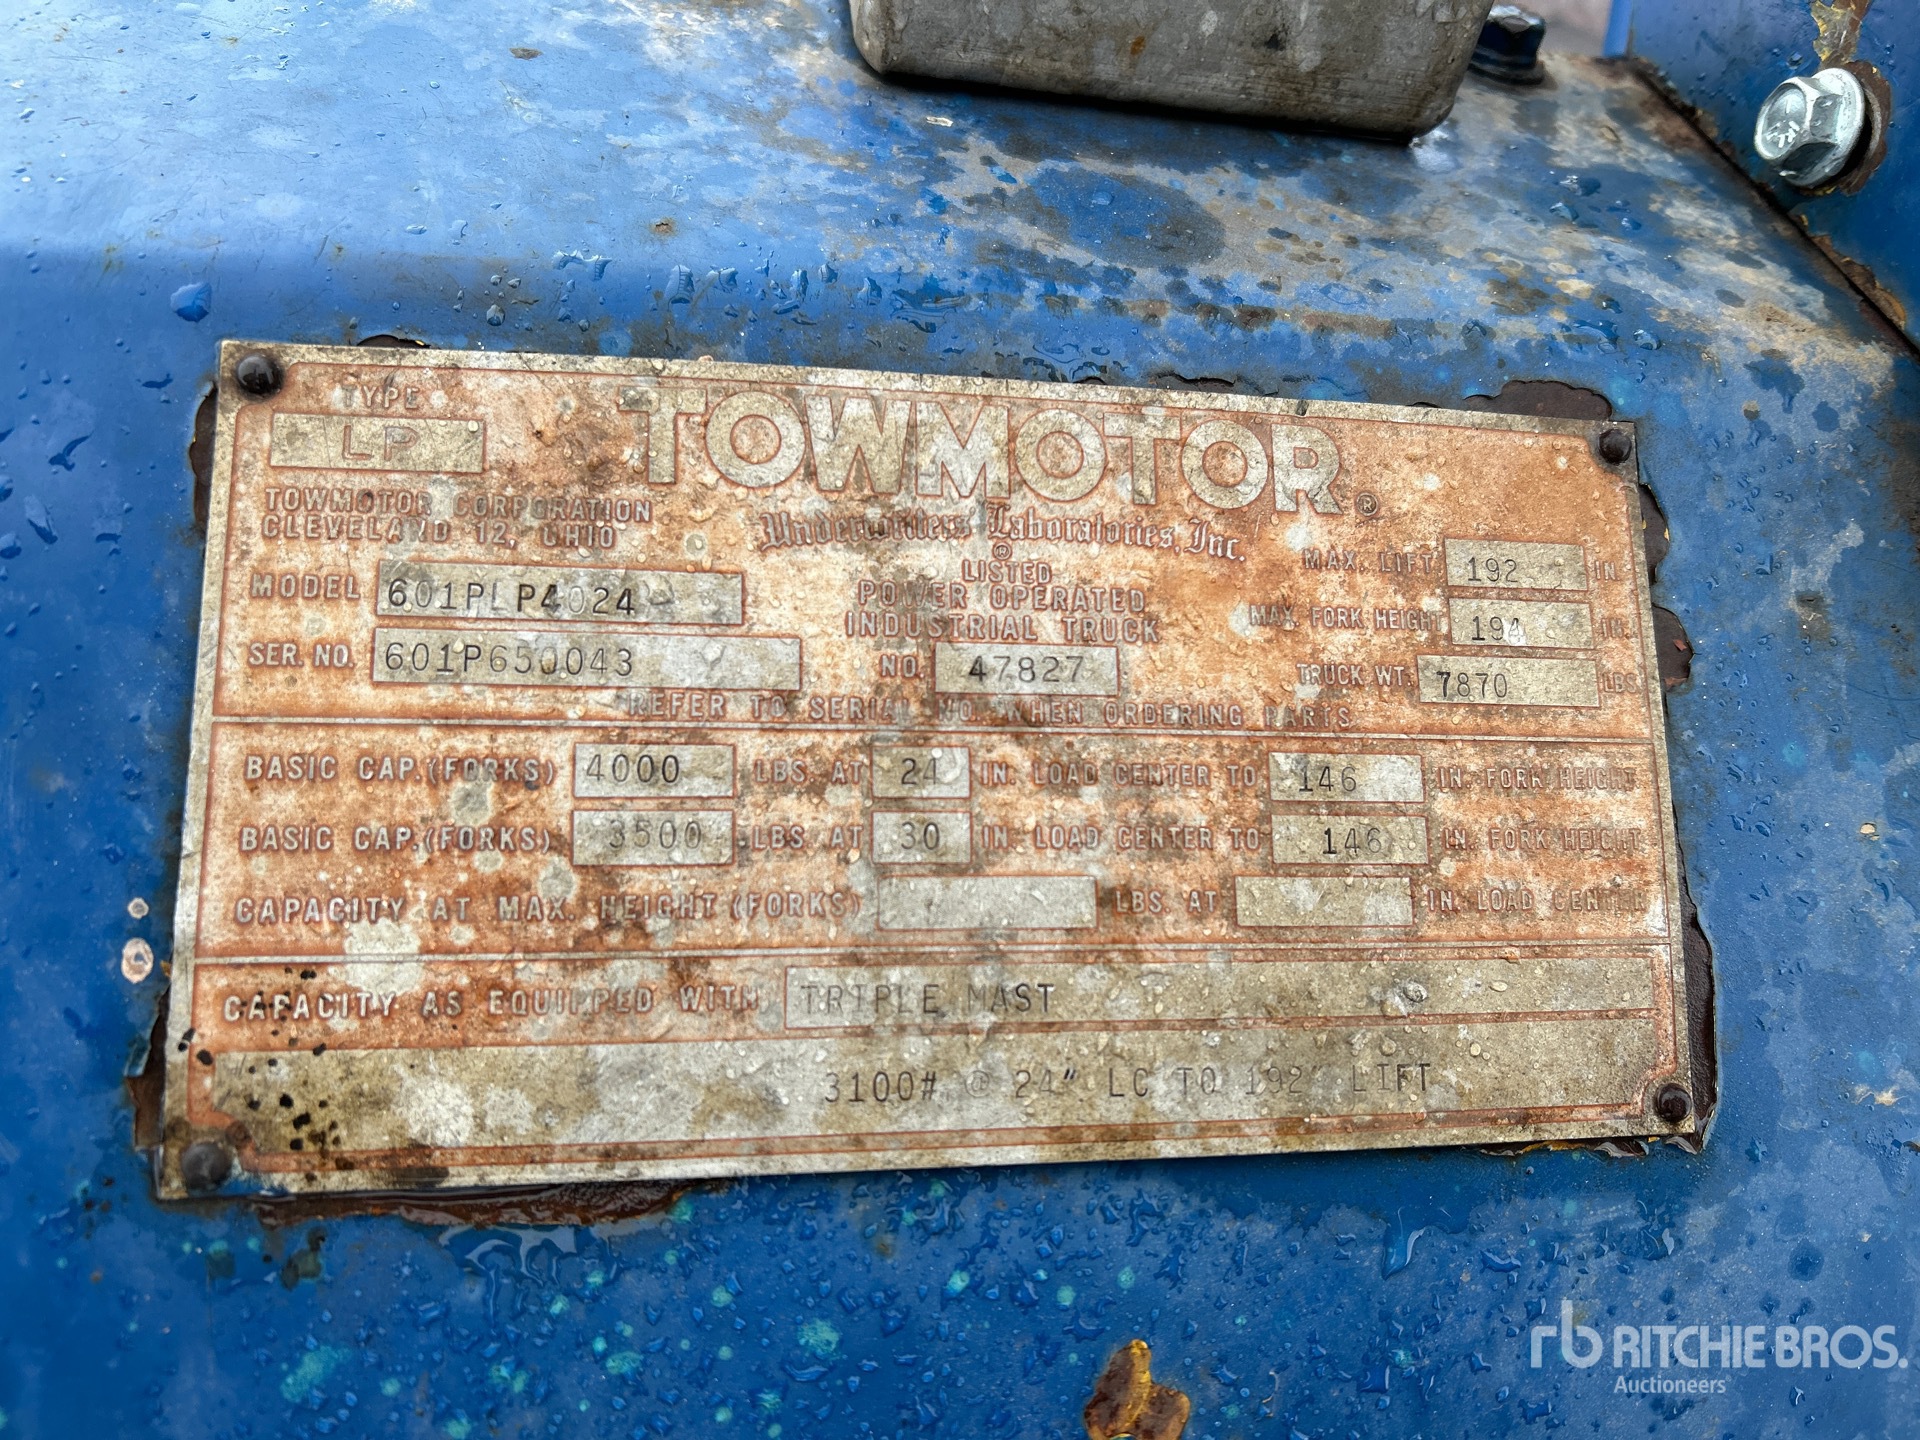 TYPE
LP
TOWMOTOR®
TOWMOTOR CORPORATION
CLEVELAND 12, OHIO
Underwriters Laboratories, Inc.®
LISTED
POWER OPERATED
INDUSTRIAL TRUCK
NO. 47827
MODEL 601PLP4024
SER. NO. 601P650043
MAX. LIFT 192 IN.
MAX. FORK HEIGHT 194 IN.
TRUCK WT. 7870 LBS.
REFER TO SERIAL NO. WHEN ORDERING PARTS
BASIC CAP. (FORKS) 4000 LBS. AT 24 IN. LOAD CENTER TO 146 IN. FORK HEIGHT
BASIC CAP. (FORKS) 3500 LBS. AT 30 IN. LOAD CENTER TO 146 IN. FORK HEIGHT
CAPACITY AT MAX. HEIGHT (FORKS) LBS. AT IN. LOAD CENTER
CAPACITY AS EQUIPPED WITH TRIPLE MAST
3100# @ 24" LC TO 192" LIFT
rb RITCHIE BROS.
Auctioneers